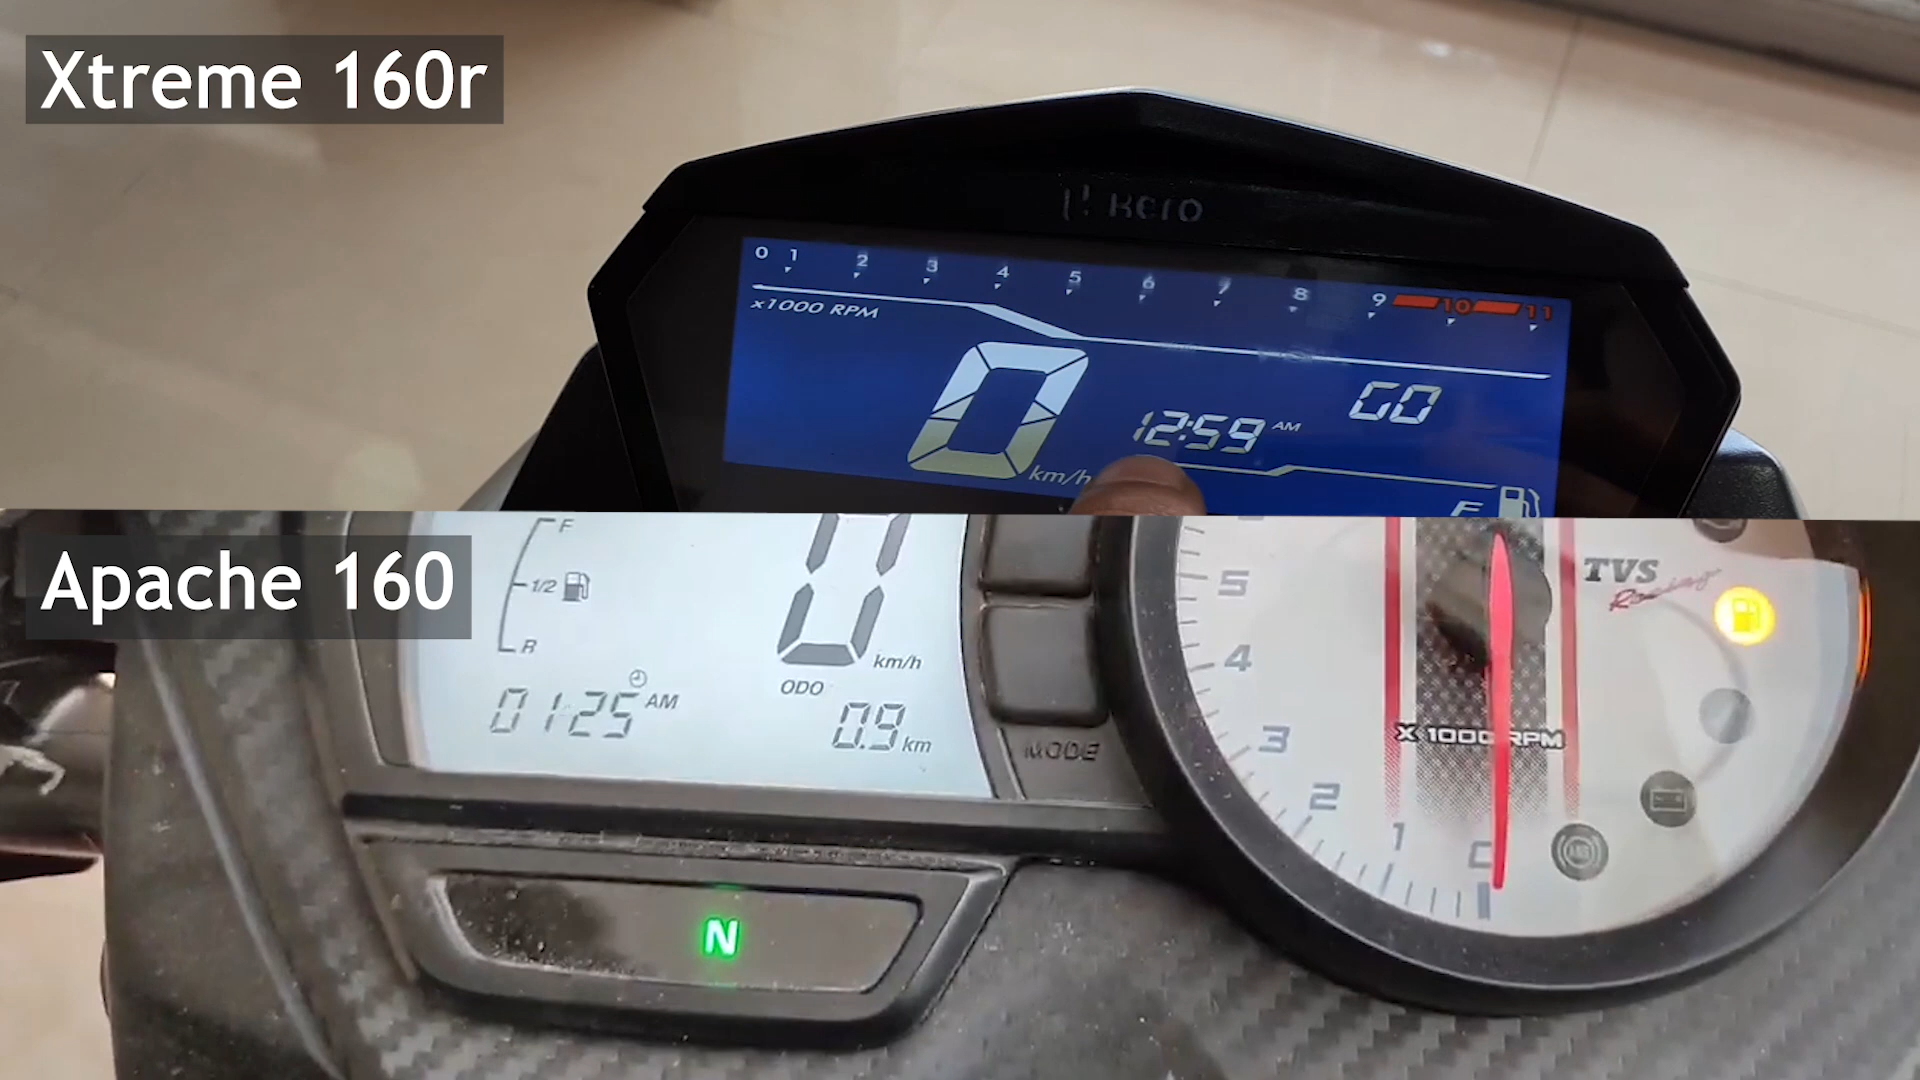 Xtreme 160r
Hero
0 1 2 3 4 5 6 7 8 9 10 11
x1000 RPM
0 km/h
12:59 AM
GO
F
Apache 160
F
1/2
R
0 km/h
01:25 AM
ODO
0.9 km
MODE
N
5
4
3
2
1
0
X 1000 RPM
TVS
Racing
ABS